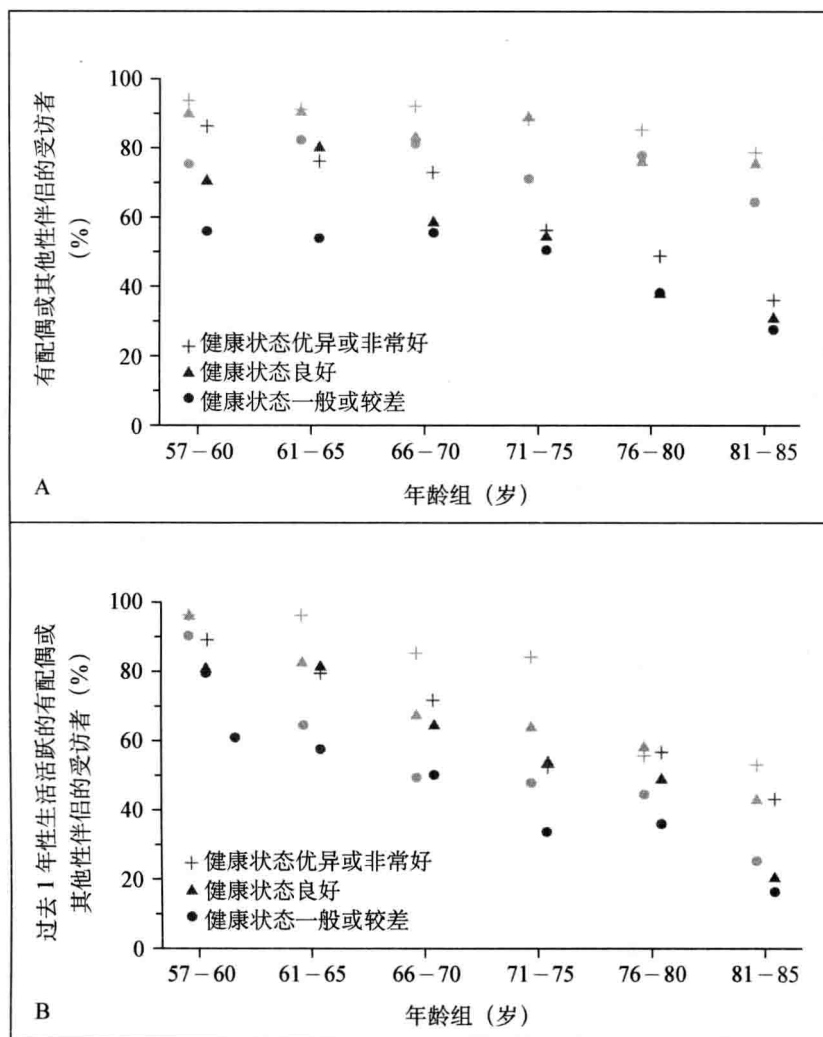 有配偶或其他性伴侣的受访者
(%)
100
80
60
40
20
0
+ 健康状态优异或非常好
▲ 健康状态良好
● 健康状态一般或较差
57－60 61－65 66－70 71－75 76－80 81－85
A
年龄组（岁）
过去1年性生活活跃的有配偶或
其他性伴侣的受访者（%）
100
80
60
40
20
0
+ 健康状态优异或非常好
▲ 健康状态良好
● 健康状态一般或较差
57－60 61－65 66－70 71－75 76－80 81－85
B
年龄组（岁）